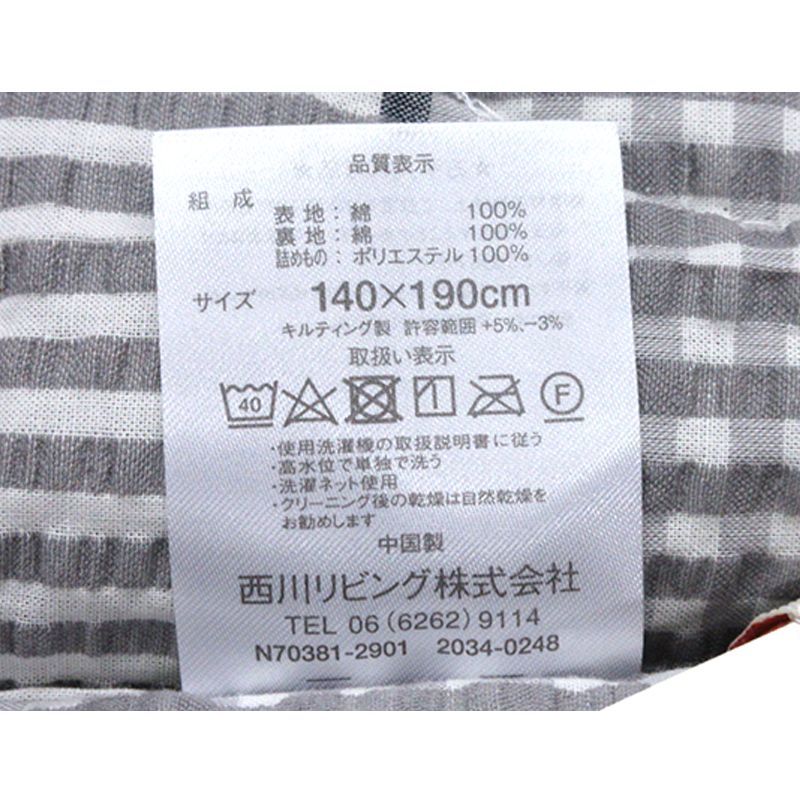 品質表示
組成 表地:綿 100%
裏地:綿 100%
詰めもの:ポリエステル 100%
サイズ 140×190cm
キルティング製 許容範囲 +5%,−3%
取扱い表示
40 F
・使用洗濯機の取扱説明書に従う
・高水位で単独で洗う
・洗濯ネット使用
・クリーニング後の乾燥は自然乾燥を
お勧めします
中国製
西川リビング株式会社
TEL 06(6262)9114
N70381-2901 2034-0248